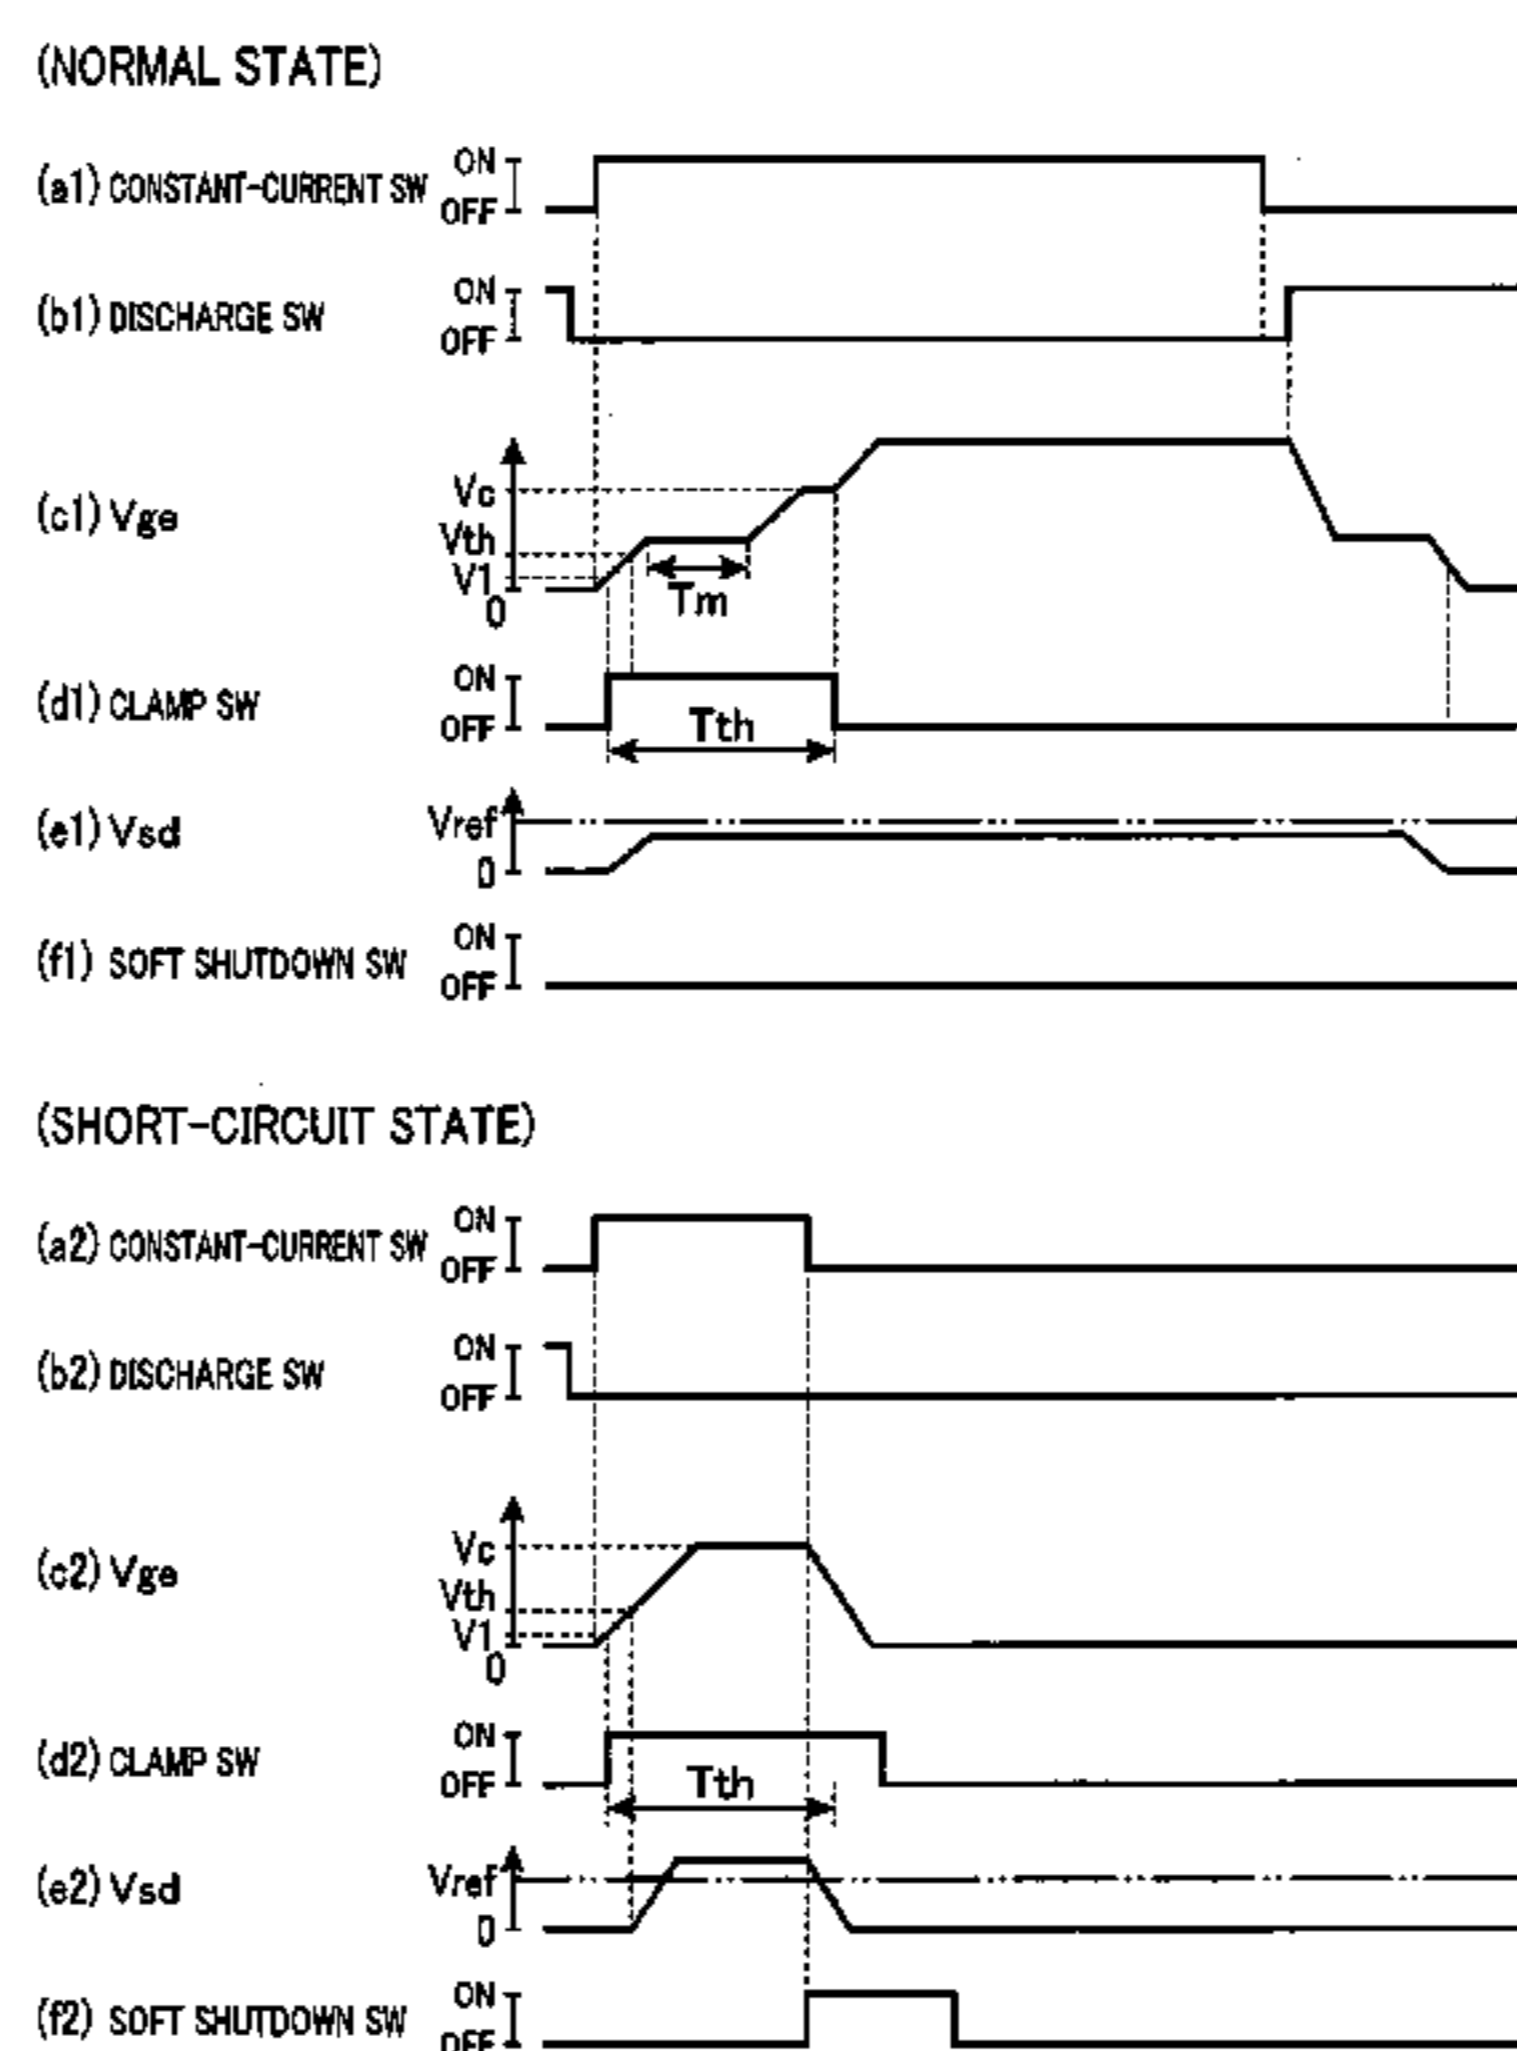 (NORMAL STATE)
(a1) CONSTANT-CURRENT SW
ON
OFF
(b1) DISCHARGE SW
ON
OFF
(c1) Vge
Vc
Vth
V1
0
Tm
(d1) CLAMP SW
ON
OFF
Tth
(e1) Vsd
Vref
0
(f1) SOFT SHUTDOWN SW
ON
OFF
(SHORT-CIRCUIT STATE)
(a2) CONSTANT-CURRENT SW
ON
OFF
(b2) DISCHARGE SW
ON
OFF
(c2) Vge
Vc
Vth
V1
0
(d2) CLAMP SW
ON
OFF
Tth
(e2) Vsd
Vref
0
(f2) SOFT SHUTDOWN SW
ON
OFF